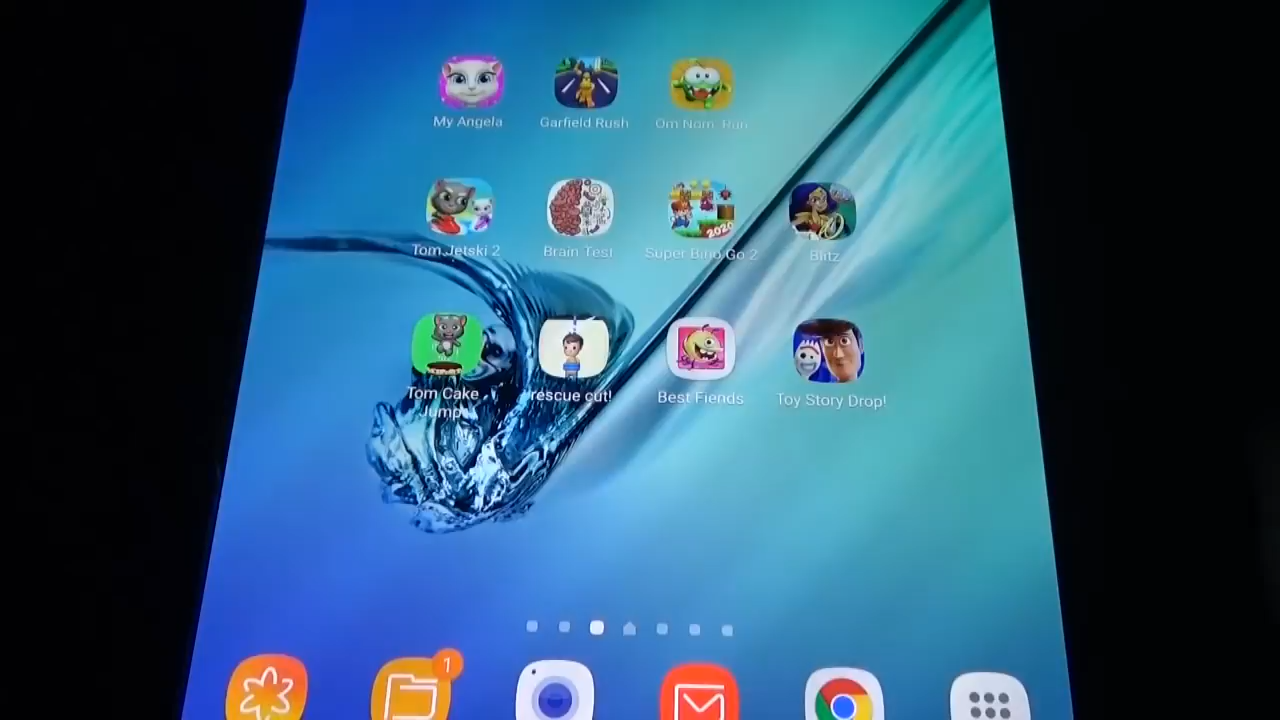 My Angela
Garfield Rush
Om Nom: Run
Tom Jetski 2
Brain Test
Super Bino Go 2
Blitz
2020
Tom Cake
Jump
rescue cut!
Best Fiends
Toy Story Drop!
1